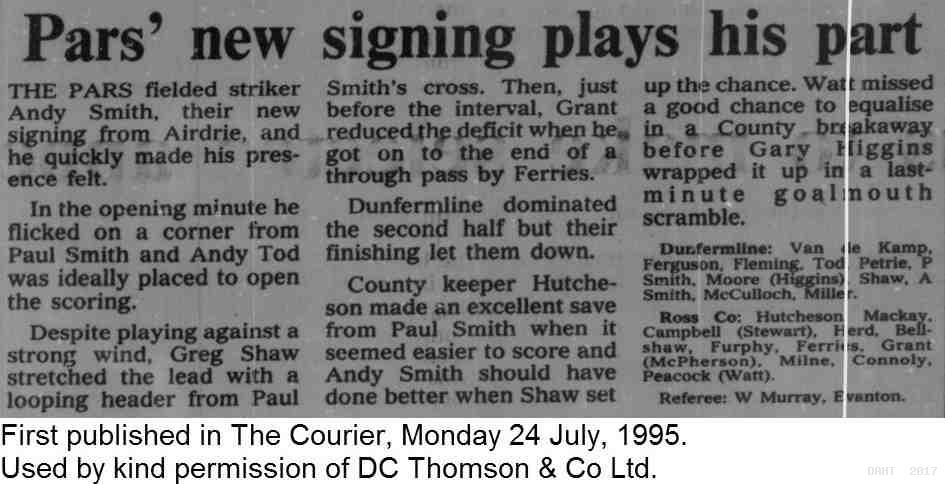 Pars' new signing plays his part
THE PARS fielded striker
Andy Smith, their new
signing from Airdrie, and
he quickly made his pres-
ence felt.
In the opening minute he
flicked on a corner from
Paul Smith and Andy Tod
was ideally placed to open
the scoring.
Despite playing against a
strong wind, Greg Shaw
stretched the lead with a
looping header from Paul
Smith's cross. Then, just
before the interval, Grant
reduced the deficit when he
got on to the end of a
through pass by Ferries.
Dunfermline dominated
the second half but their
finishing let them down.
County keeper Hutche-
son made an excellent save
from Paul Smith when it
seemed easier to score and
Andy Smith should have
done better when Shaw set
up the chance. Watt missed
a good chance to equalise
in a County breakaway
before Gary Higgins
wrapped it up in a last-
minute goalmouth
scramble.
Dunfermline: Van de Kamp,
Ferguson, Fleming, Tod, Petrie, P
Smith, Moore (Higgins), Shaw, A
Smith, McCulloch, Miller.
Ross Co: Hutcheson, Mackay,
Campbell (Stewart), Herd, Bell-
shaw, Furphy, Ferries, Grant
(McPherson), Milne, Connoly,
Peacock (Watt).
Referee: W Murray, Evanton.
First published in The Courier, Monday 24 July, 1995.
Used by kind permission of DC Thomson & Co Ltd.
DAHT 2017